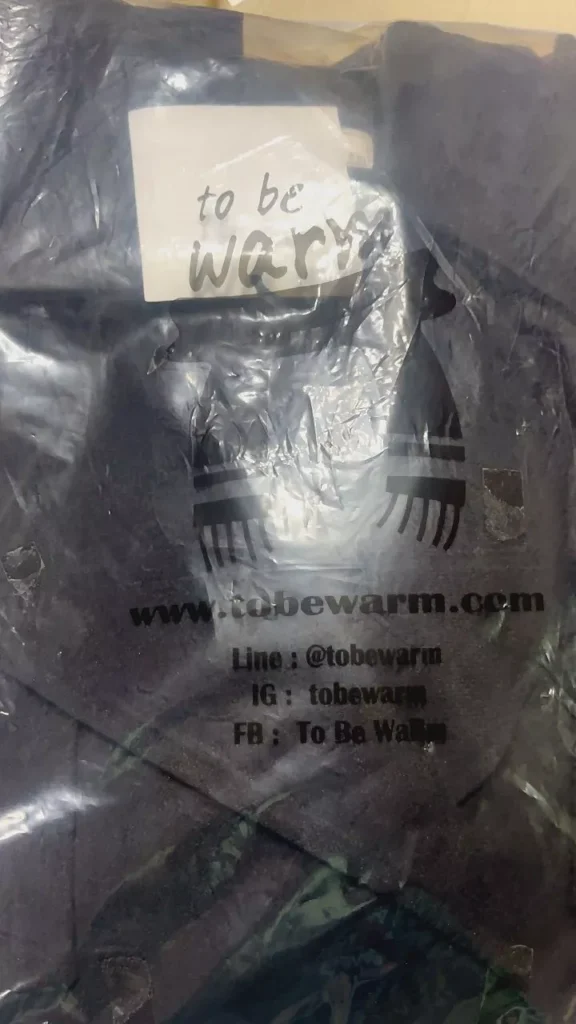 to be
warm
www.tobewarm.com
Line : @tobewarm
IG : tobewarm
FB : To Be Warm